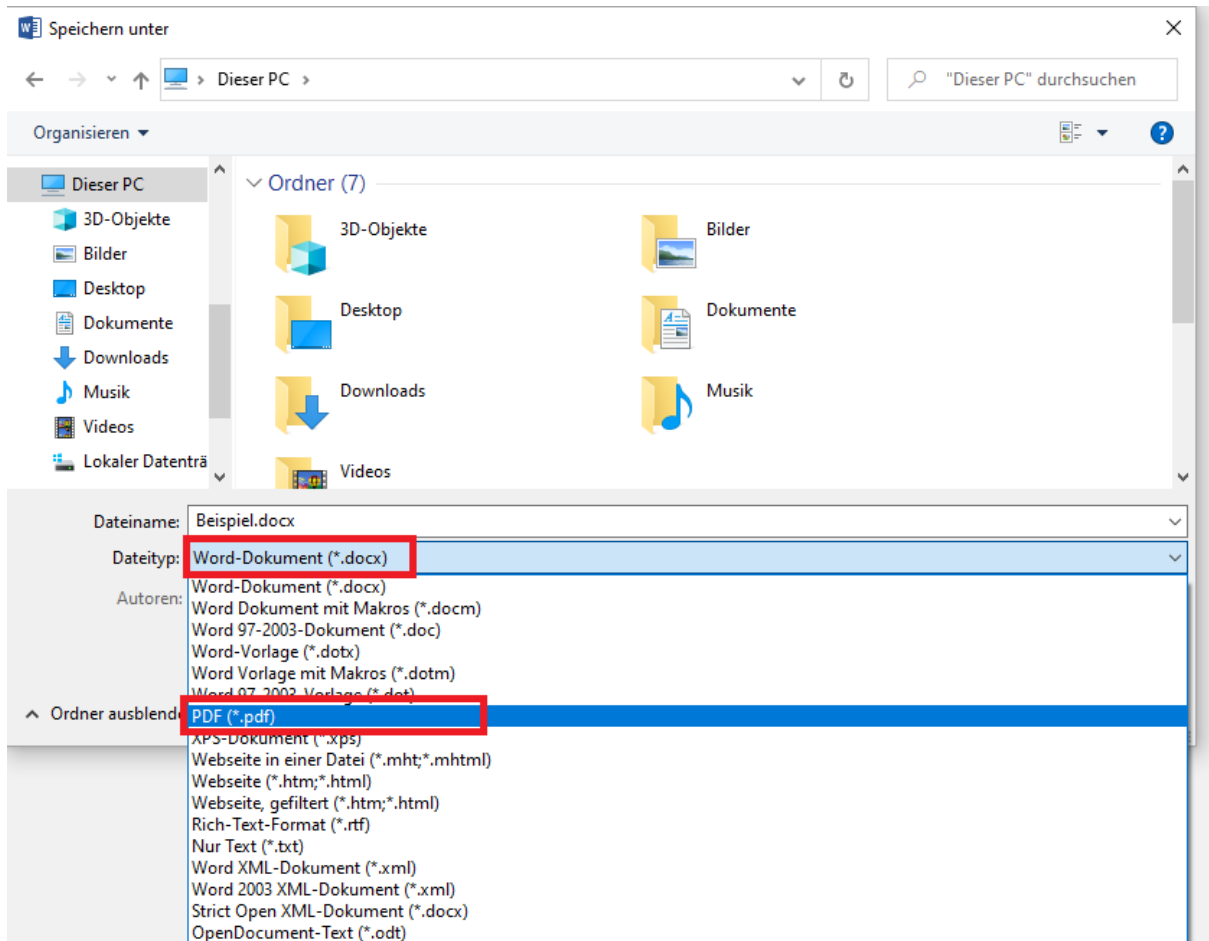 Speichern unter
Dieser PC
"Dieser PC" durchsuchen
Organisieren
Dieser PC
3D-Objekte
Bilder
Desktop
Dokumente
Downloads
Musik
Videos
Lokaler Datenträ
Ordner (7)
3D-Objekte
Bilder
Desktop
Dokumente
Downloads
Musik
Videos
Dateiname: Beispiel.docx
Dateityp: Word-Dokument (*.docx)
Autoren:
Word-Dokument (*.docx)
Word Dokument mit Makros (*.docm)
Word 97-2003-Dokument (*.doc)
Word-Vorlage (*.dotx)
Word Vorlage mit Makros (*.dotm)
Word 97-2003-Vorlage (*.dot)
Ordner ausblende
PDF (*.pdf)
XPS-Dokument (*.xps)
Webseite in einer Datei (*.mht;*.mhtml)
Webseite (*.htm;*.html)
Webseite, gefiltert (*.htm;*.html)
Rich-Text-Format (*.rtf)
Nur Text (*.txt)
Word XML-Dokument (*.xml)
Word 2003 XML-Dokument (*.xml)
Strict Open XML-Dokument (*.docx)
OpenDocument-Text (*.odt)